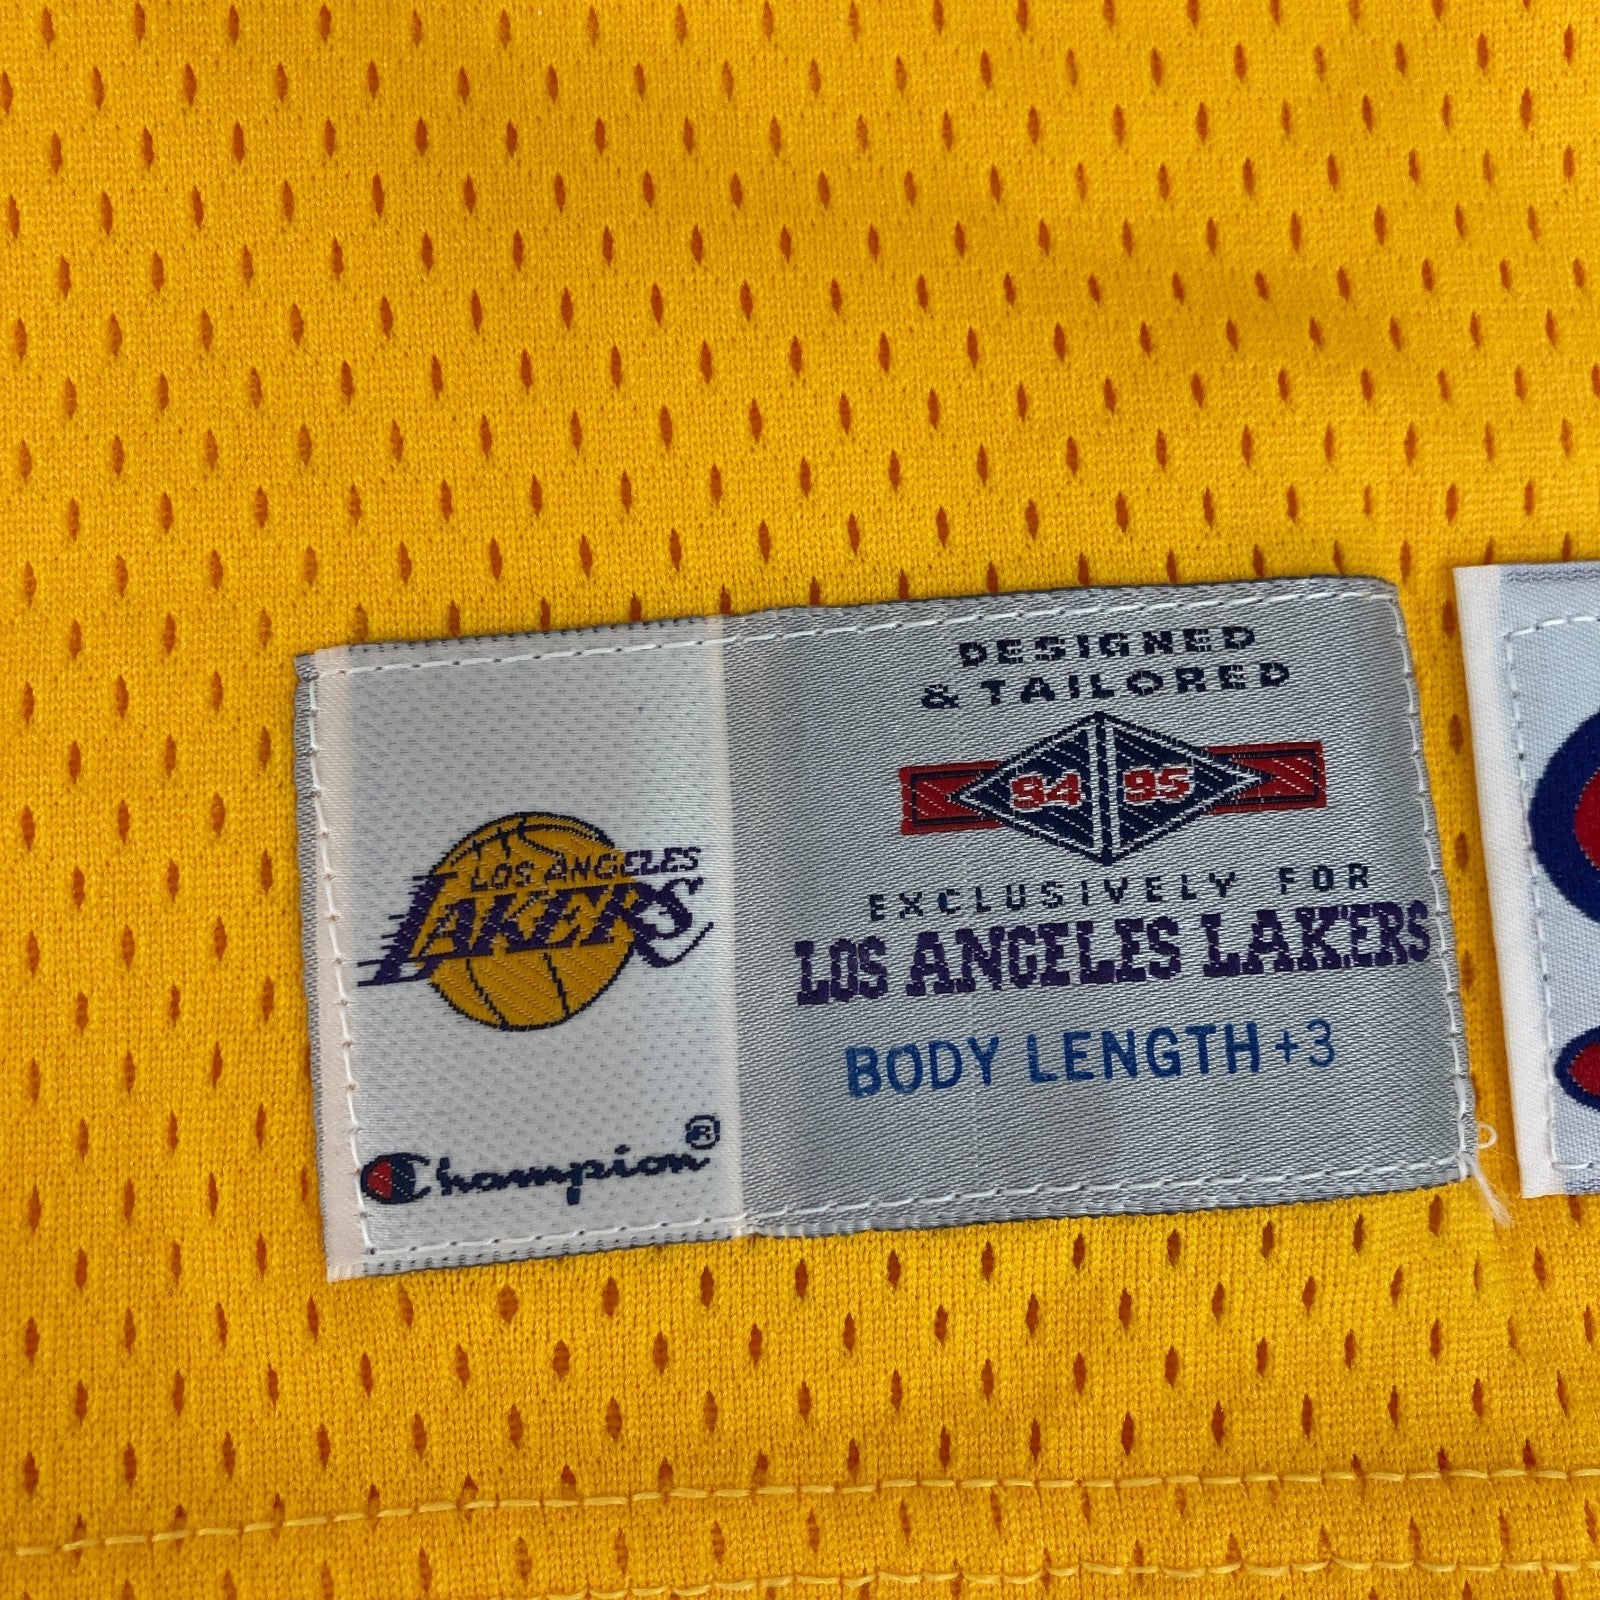 LOS ANGELES
LAKERS
Champion®
DESIGNED
& TAILORED
94 95
EXCLUSIVELY FOR
LOS ANGELES LAKERS
BODY LENGTH +3